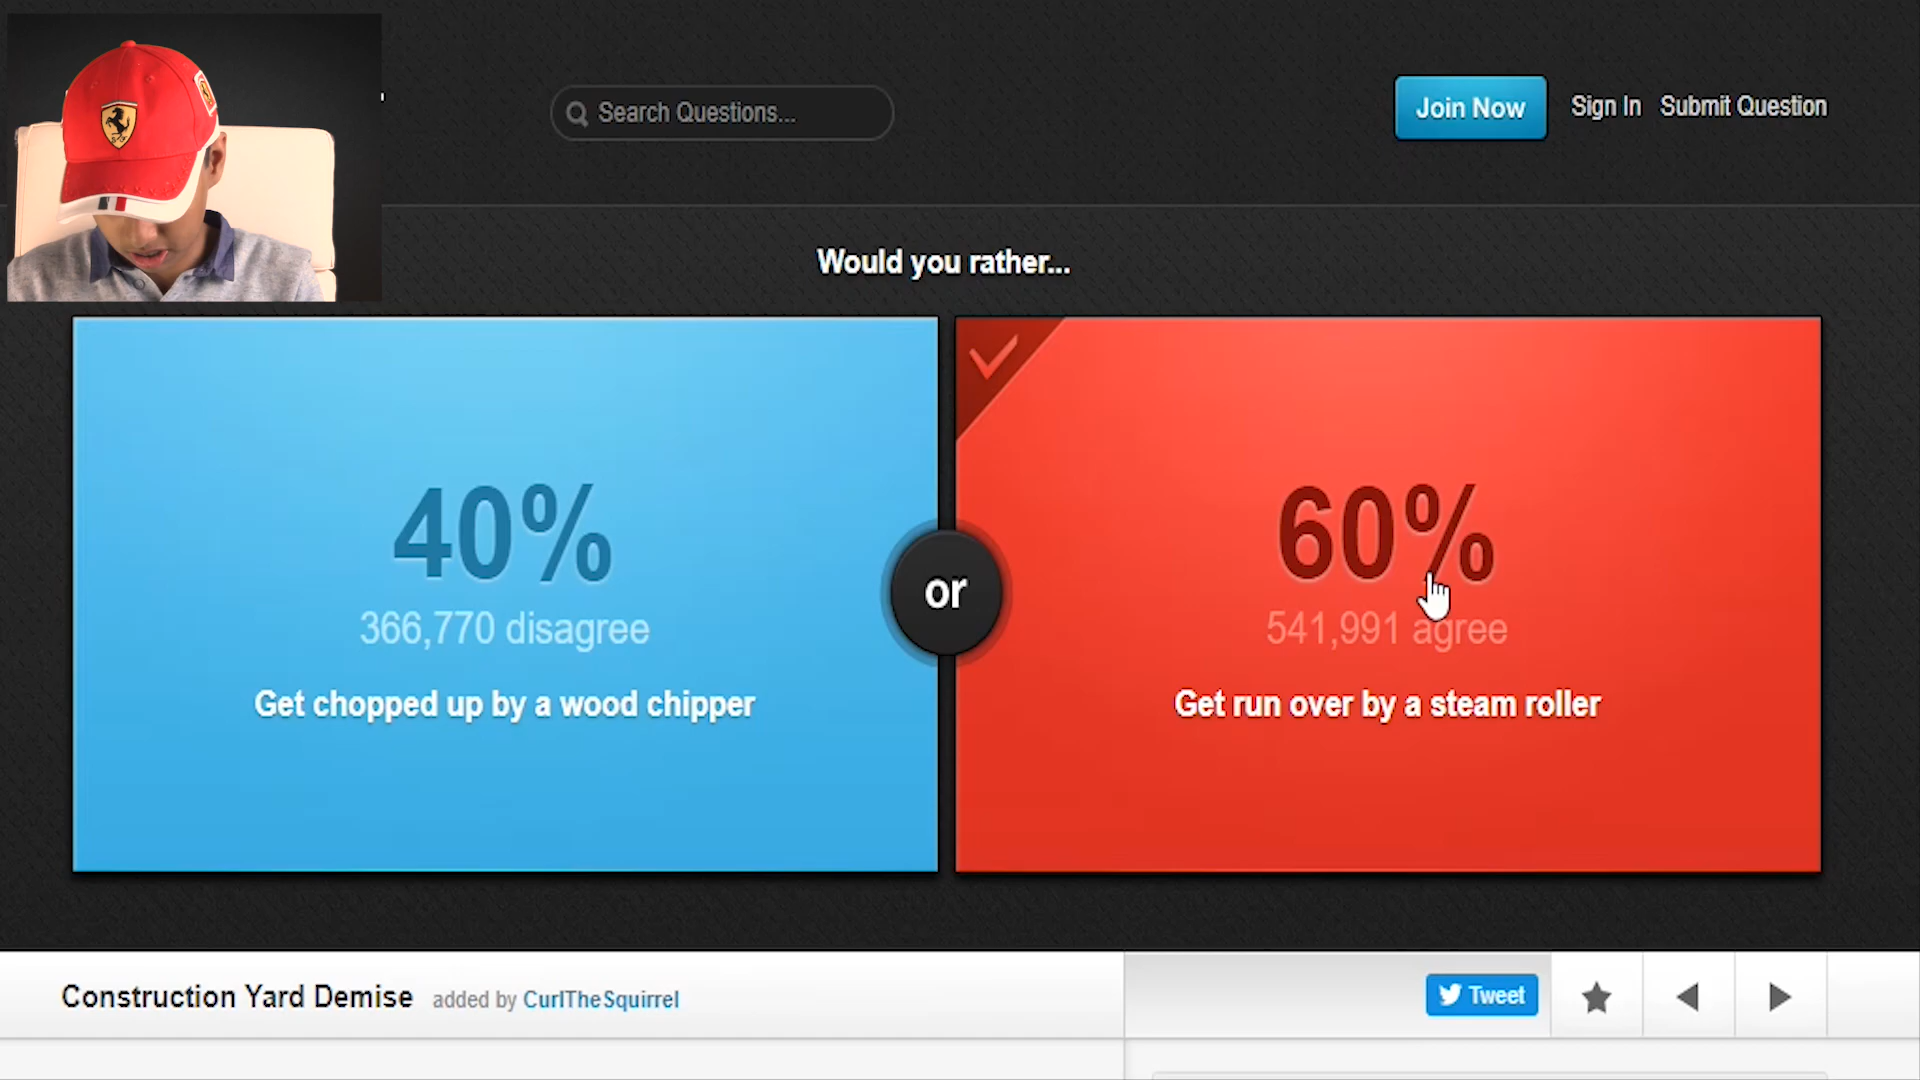 Search Questions...
Join Now
Sign In
Submit Question
Would you rather...
40%
366,770 disagree
Get chopped up by a wood chipper
or
60%
541,991 agree
Get run over by a steam roller
Construction Yard Demise added by CurlTheSquirrel
Tweet